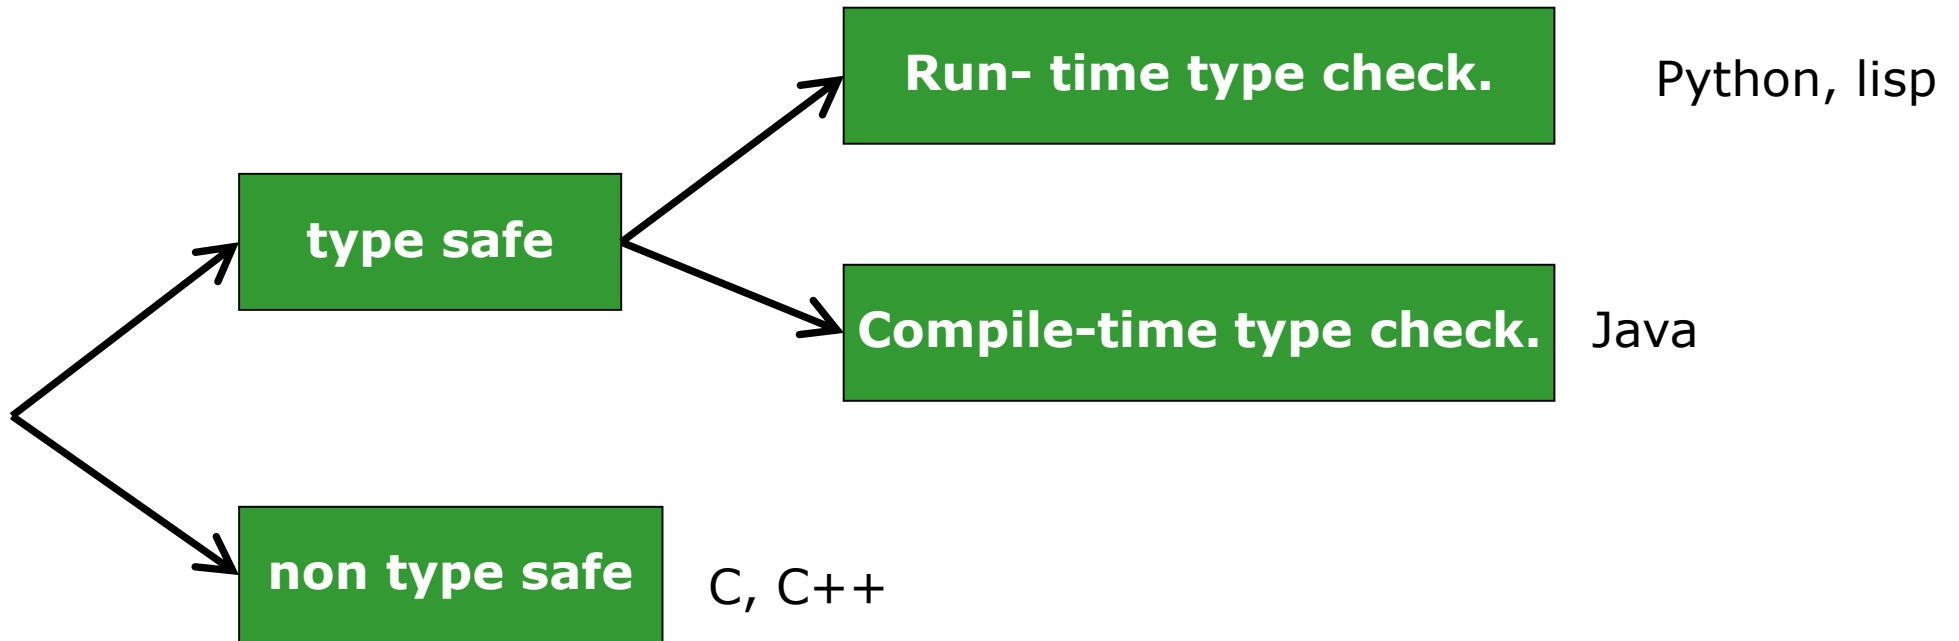 Run- time type check.
Python, lisp
type safe
Compile-time type check.
Java
non type safe
C, C++